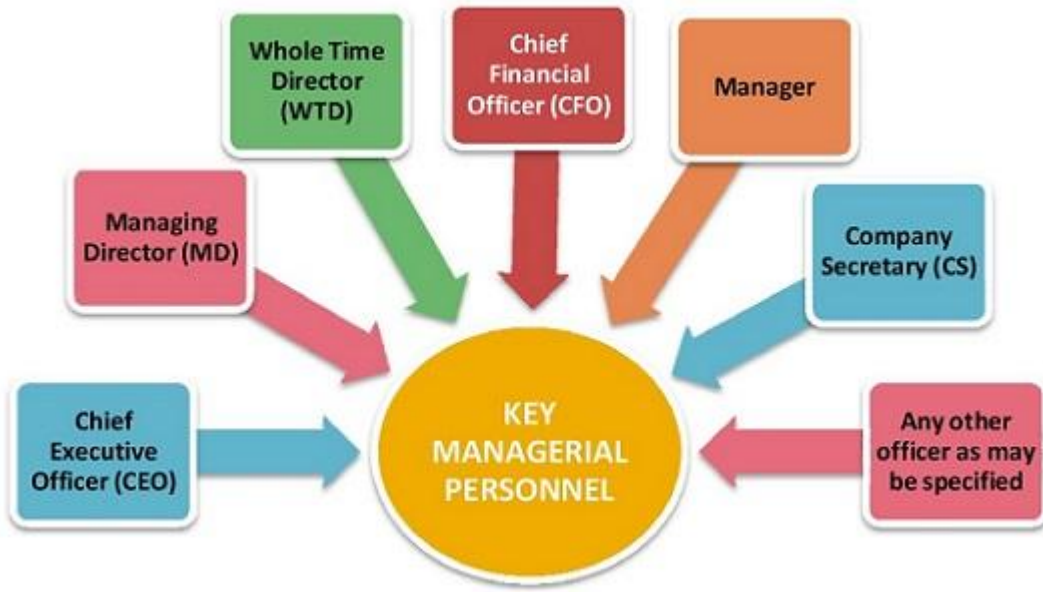 Chief
Executive
Officer (CEO)
Managing
Director (MD)
Whole Time
Director
(WTD)
Chief
Financial
Officer (CFO)
Manager
Company
Secretary (CS)
Any other
officer as may
be specified
KEY
MANAGERIAL
PERSONNEL